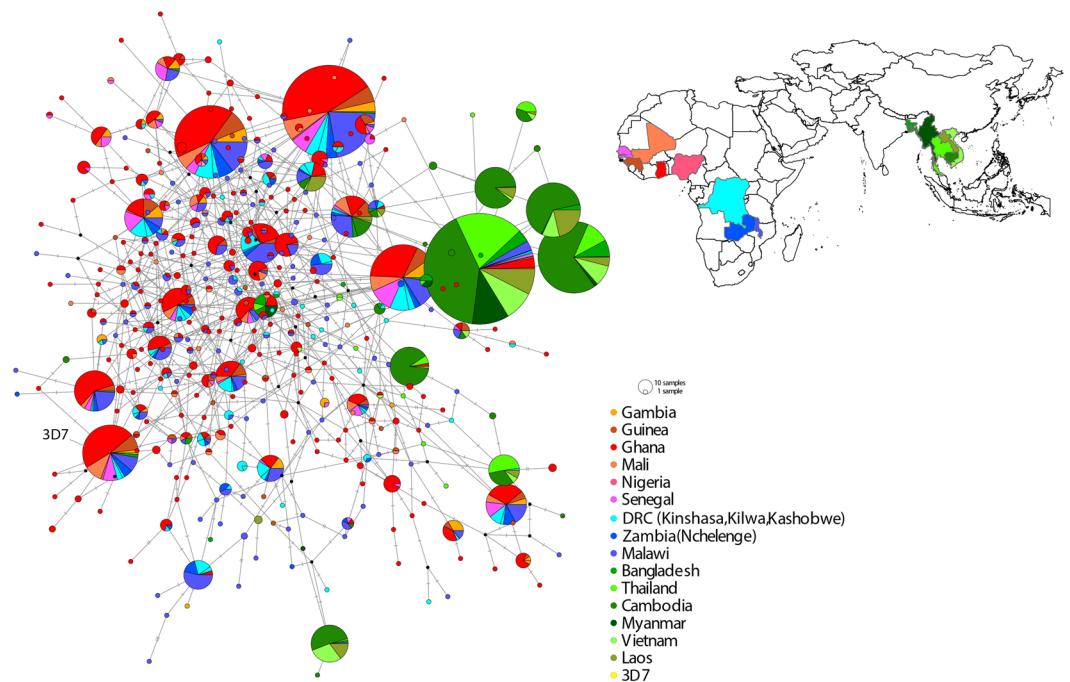 10 samples
1 sample
3D7
Gambia
Guinea
Ghana
Mali
Nigeria
Senegal
DRC (Kinshasa,Kilwa,Kashobwe)
Zambia(Nchelenge)
Malawi
Bangladesh
Thailand
Cambodia
Myanmar
Vietnam
Laos
3D7